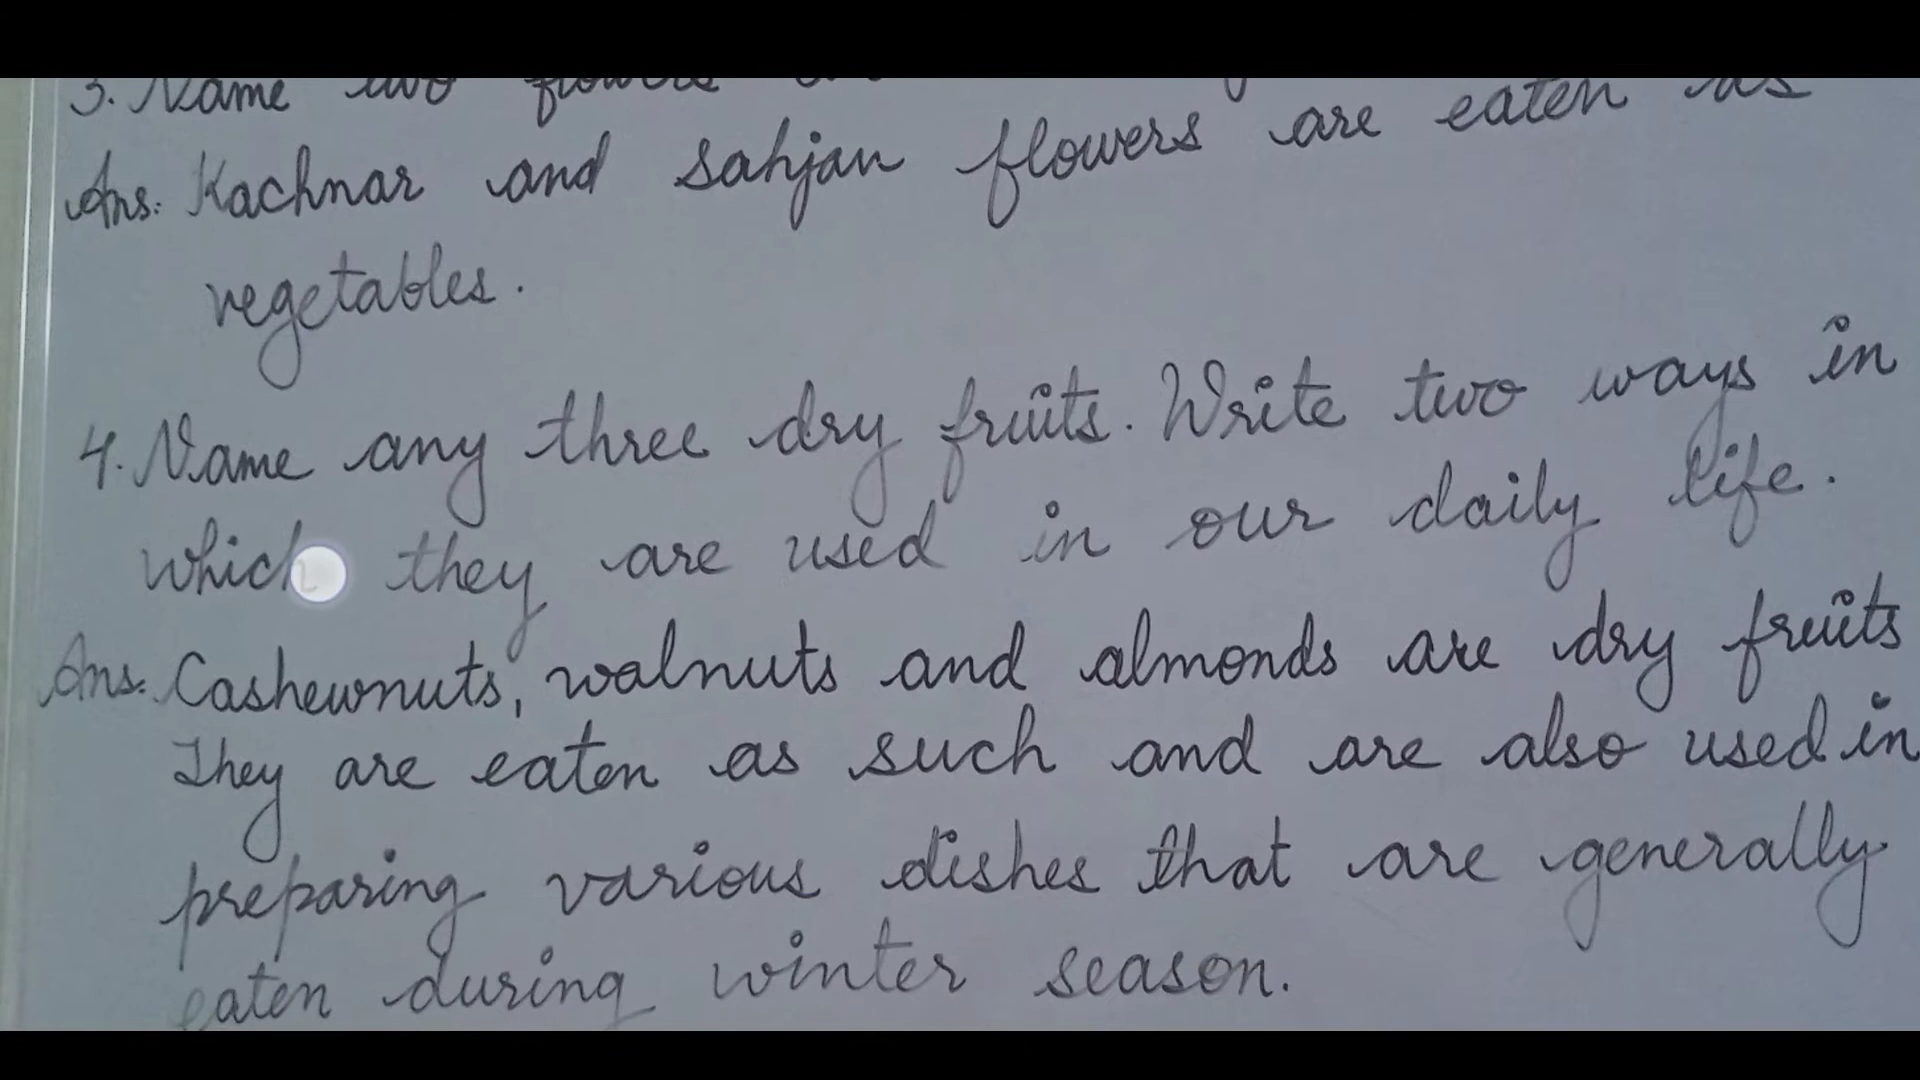 3. Name two flowers
Ans. Kachnar and sahjan flowers are eaten as
vegetables.
4. Name any three dry fruits. Write two ways in
which they are used in our daily life.
Ans. Cashewnuts, walnuts and almonds are dry fruits
They are eaten as such and are also used in
preparing various dishes that are generally
eaten during winter season.